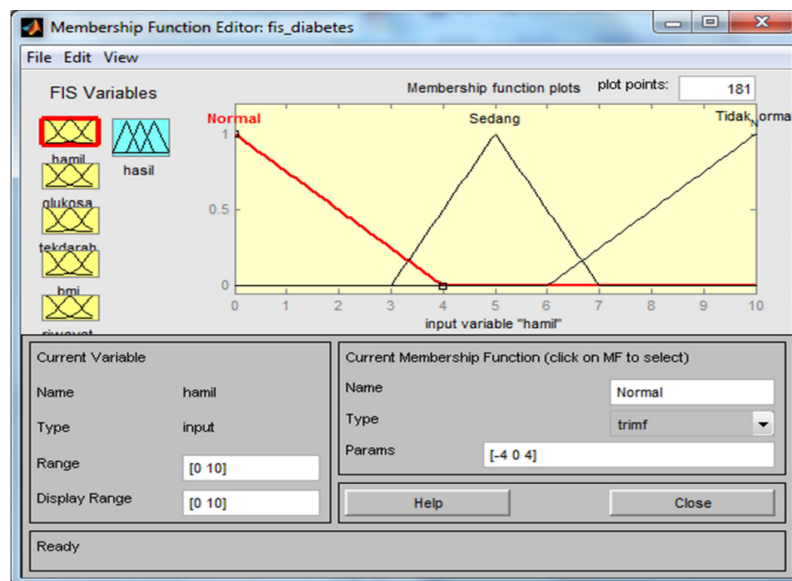 Membership Function Editor: fis_diabetes
File Edit View
FIS Variables
Membership function plots
plot points:
181
hamil
glukosa
tekdarah
bmi
hasil
Normal
Sedang
Tidak_Norma
1
0.5
0
0 1 2 3 4 5 6 7 8 9 10
input variable "hamil"
Current Variable
Name hamil
Type input
Range [0 10]
Display Range [0 10]
Current Membership Function (click on MF to select)
Name Normal
Type trimf
Params [-4 0 4]
Help Close
Ready